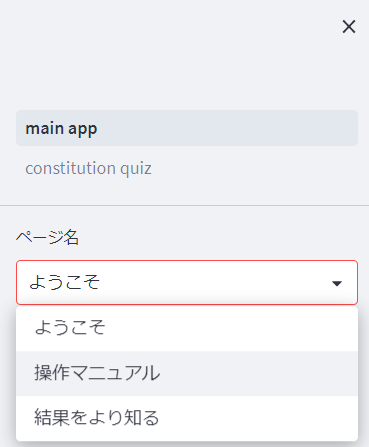 main app
constitution quiz
ページ名
ようこそ
ようこそ
操作マニュアル
結果をより知る